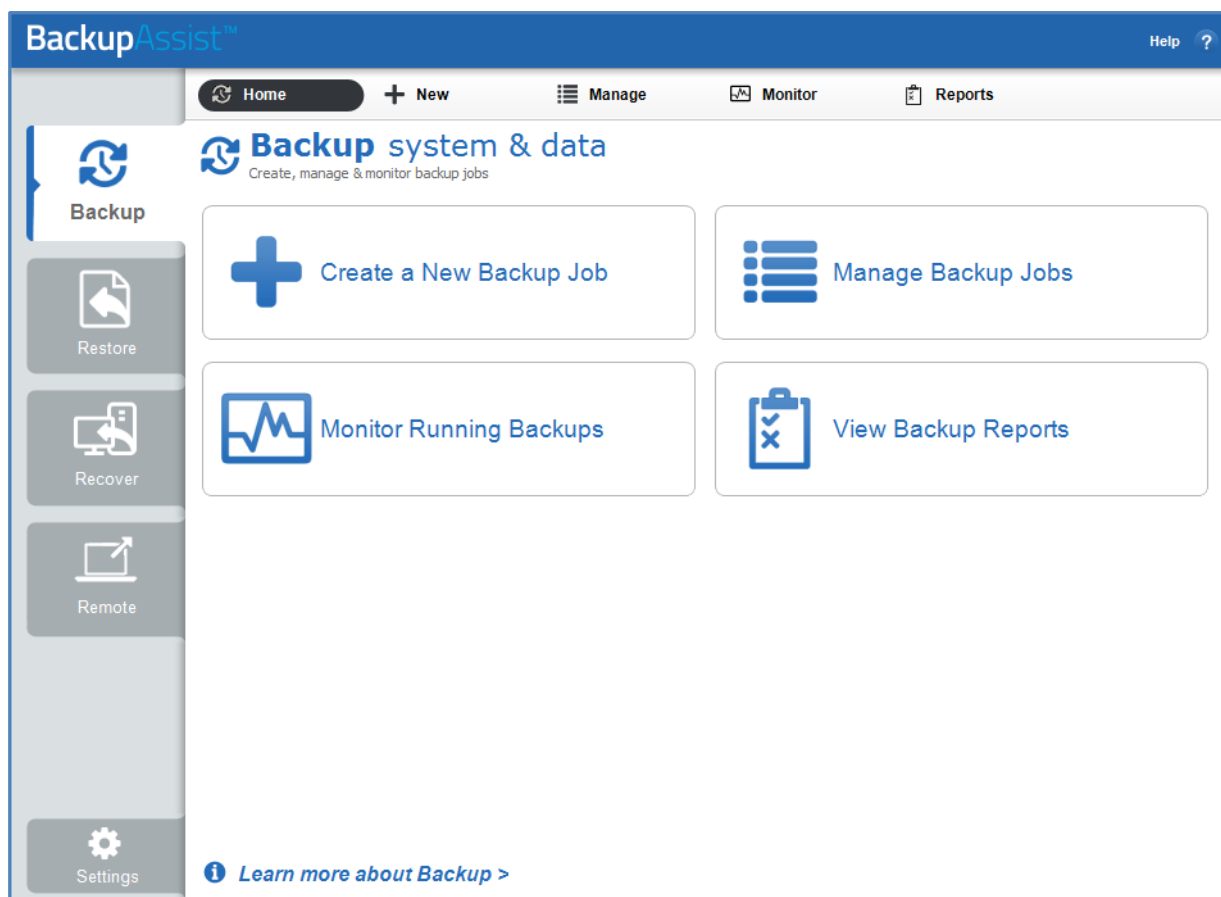 BackupAssist™
Help ?
Home New Manage Monitor Reports
Backup system & data
Create, manage & monitor backup jobs
Backup
Restore
Recover
Remote
Settings
Create a New Backup Job
Manage Backup Jobs
Monitor Running Backups
View Backup Reports
Learn more about Backup >